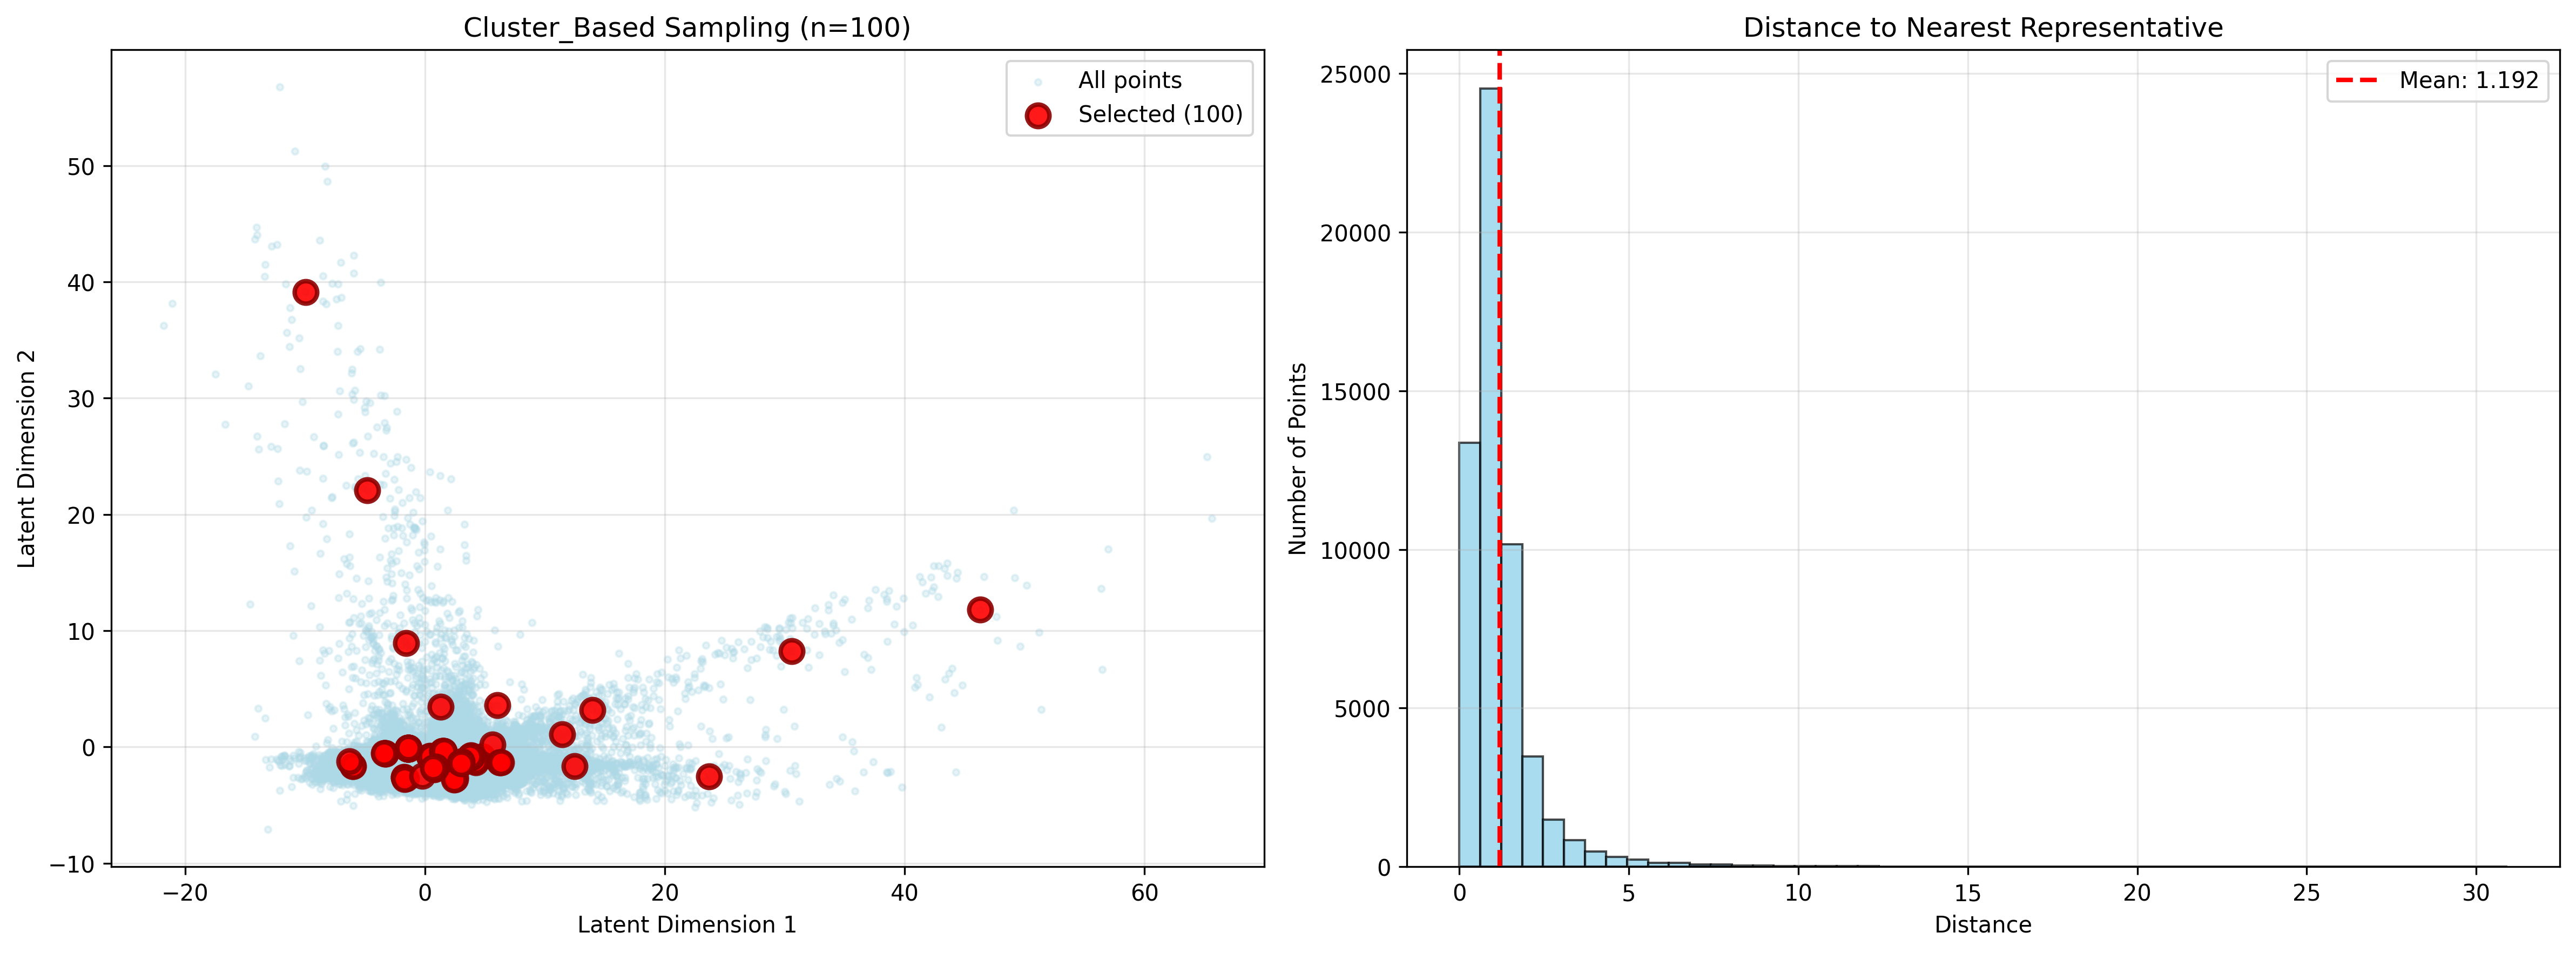 Cluster_Based Sampling (n=100)
All points
Selected (100)
Latent Dimension 2
50
40
30
20
10
0
−10
−20
0
20
40
60
Latent Dimension 1
Distance to Nearest Representative
Mean: 1.192
Number of Points
25000
20000
15000
10000
5000
0
0
5
10
15
20
25
30
Distance